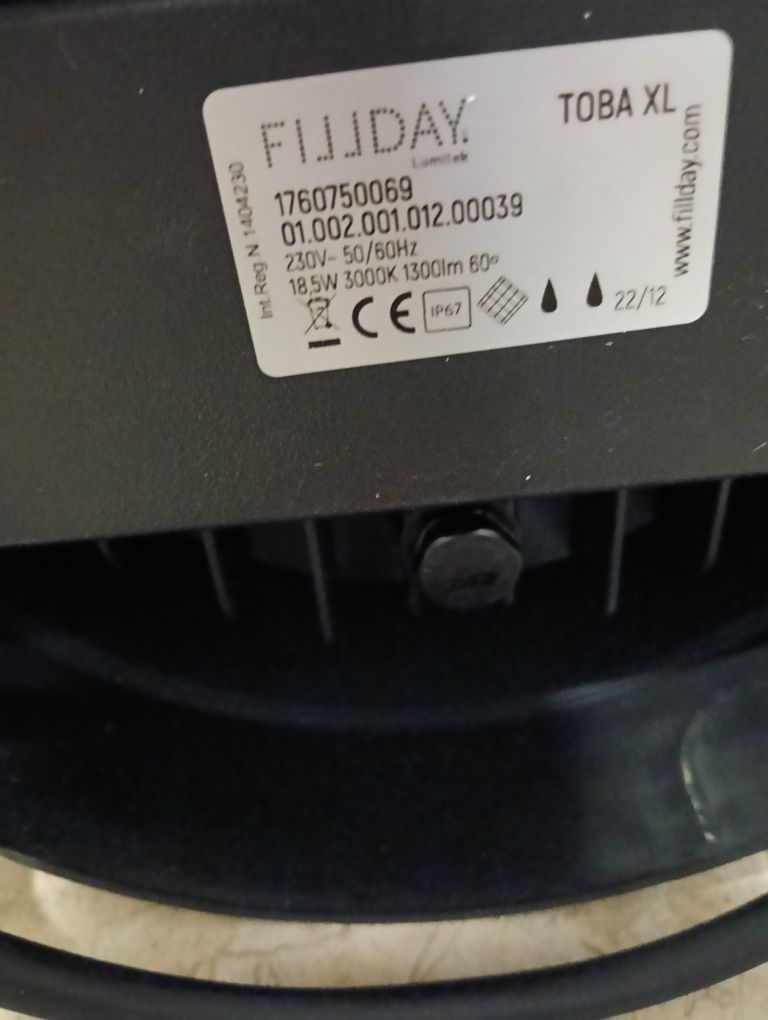 FILLDAY.
Lumitek
TOBA XL
1760750069
01.002.001.012.00039
230V~ 50/60Hz
18,5W 3000K 1300lm 60°
CE IP67 22/12
Int. Reg N 1404230
www.fillday.com